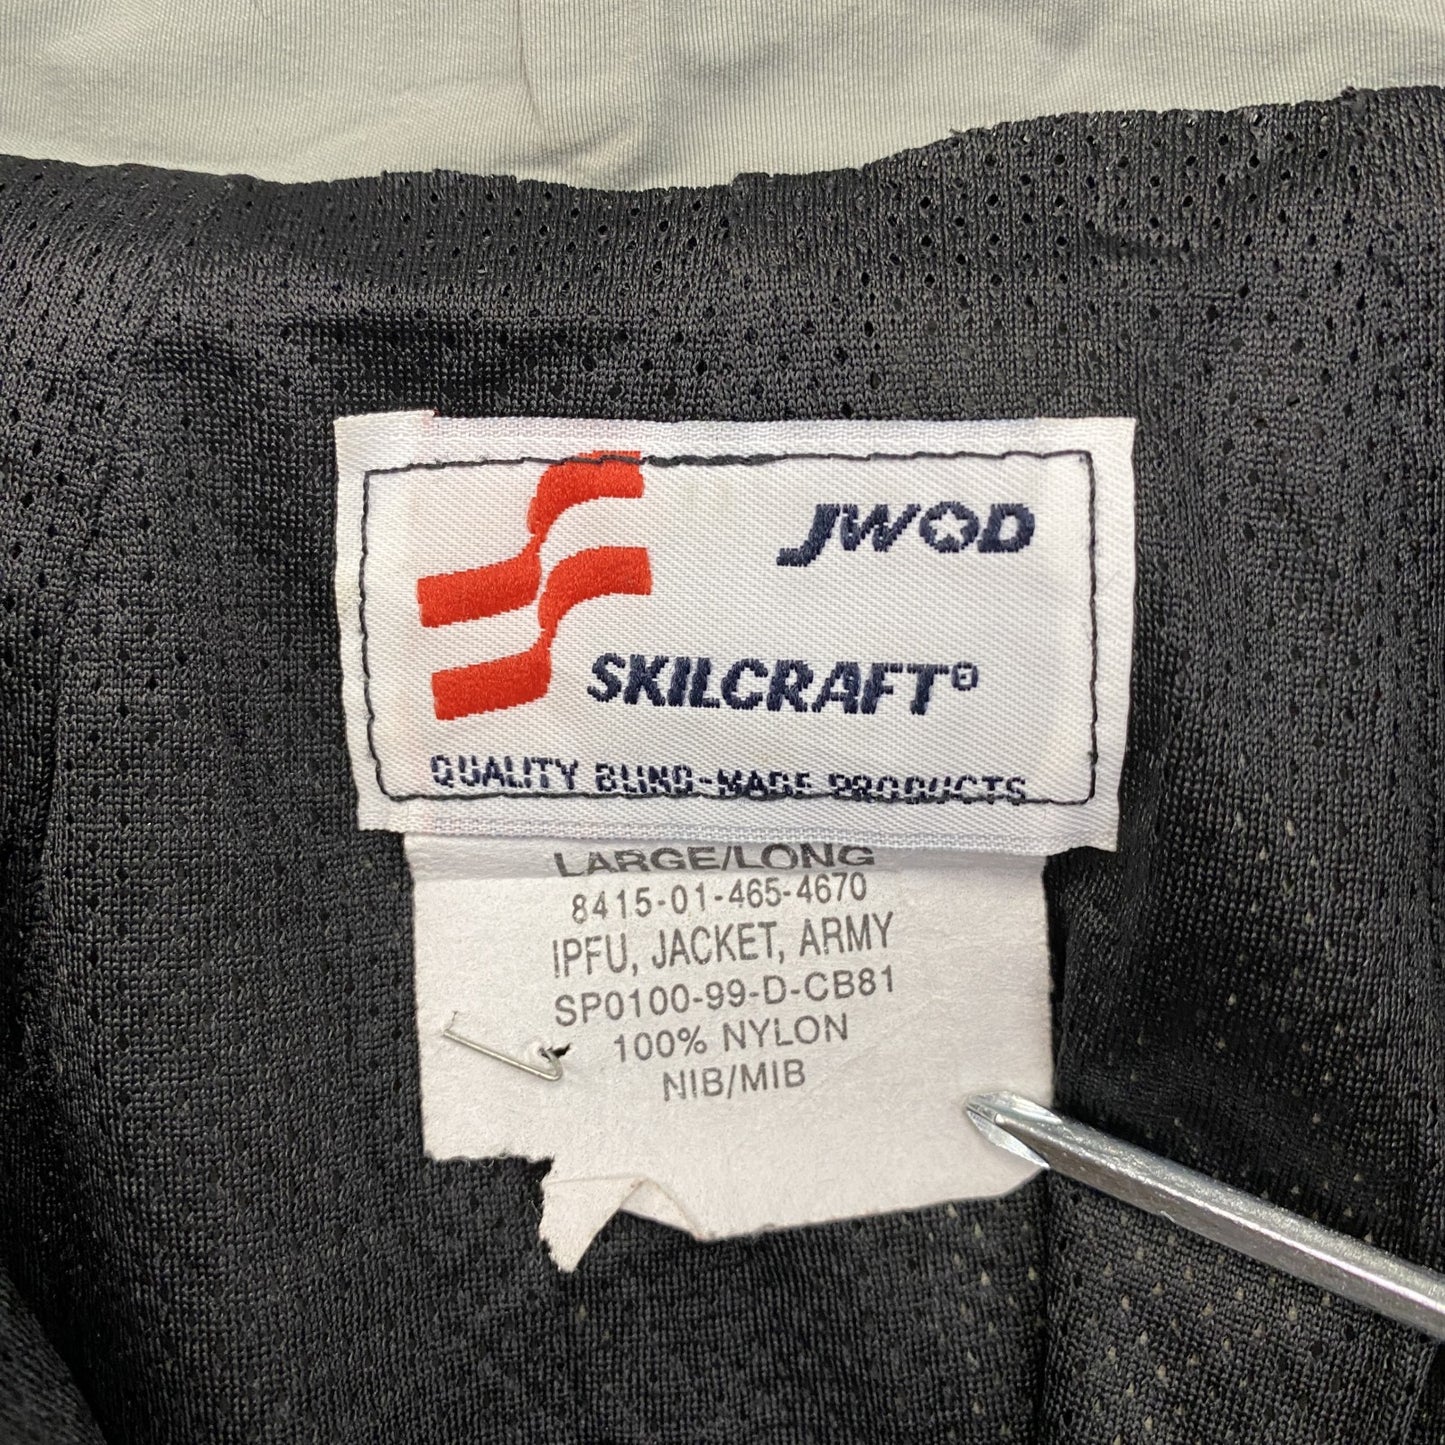 JWOD
SKILCRAFT®
QUALITY BLIND-MADE PRODUCTS
LARGE/LONG
8415-01-465-4670
IPFU, JACKET, ARMY
SP0100-99-D-CB81
100% NYLON
NIB/MIB